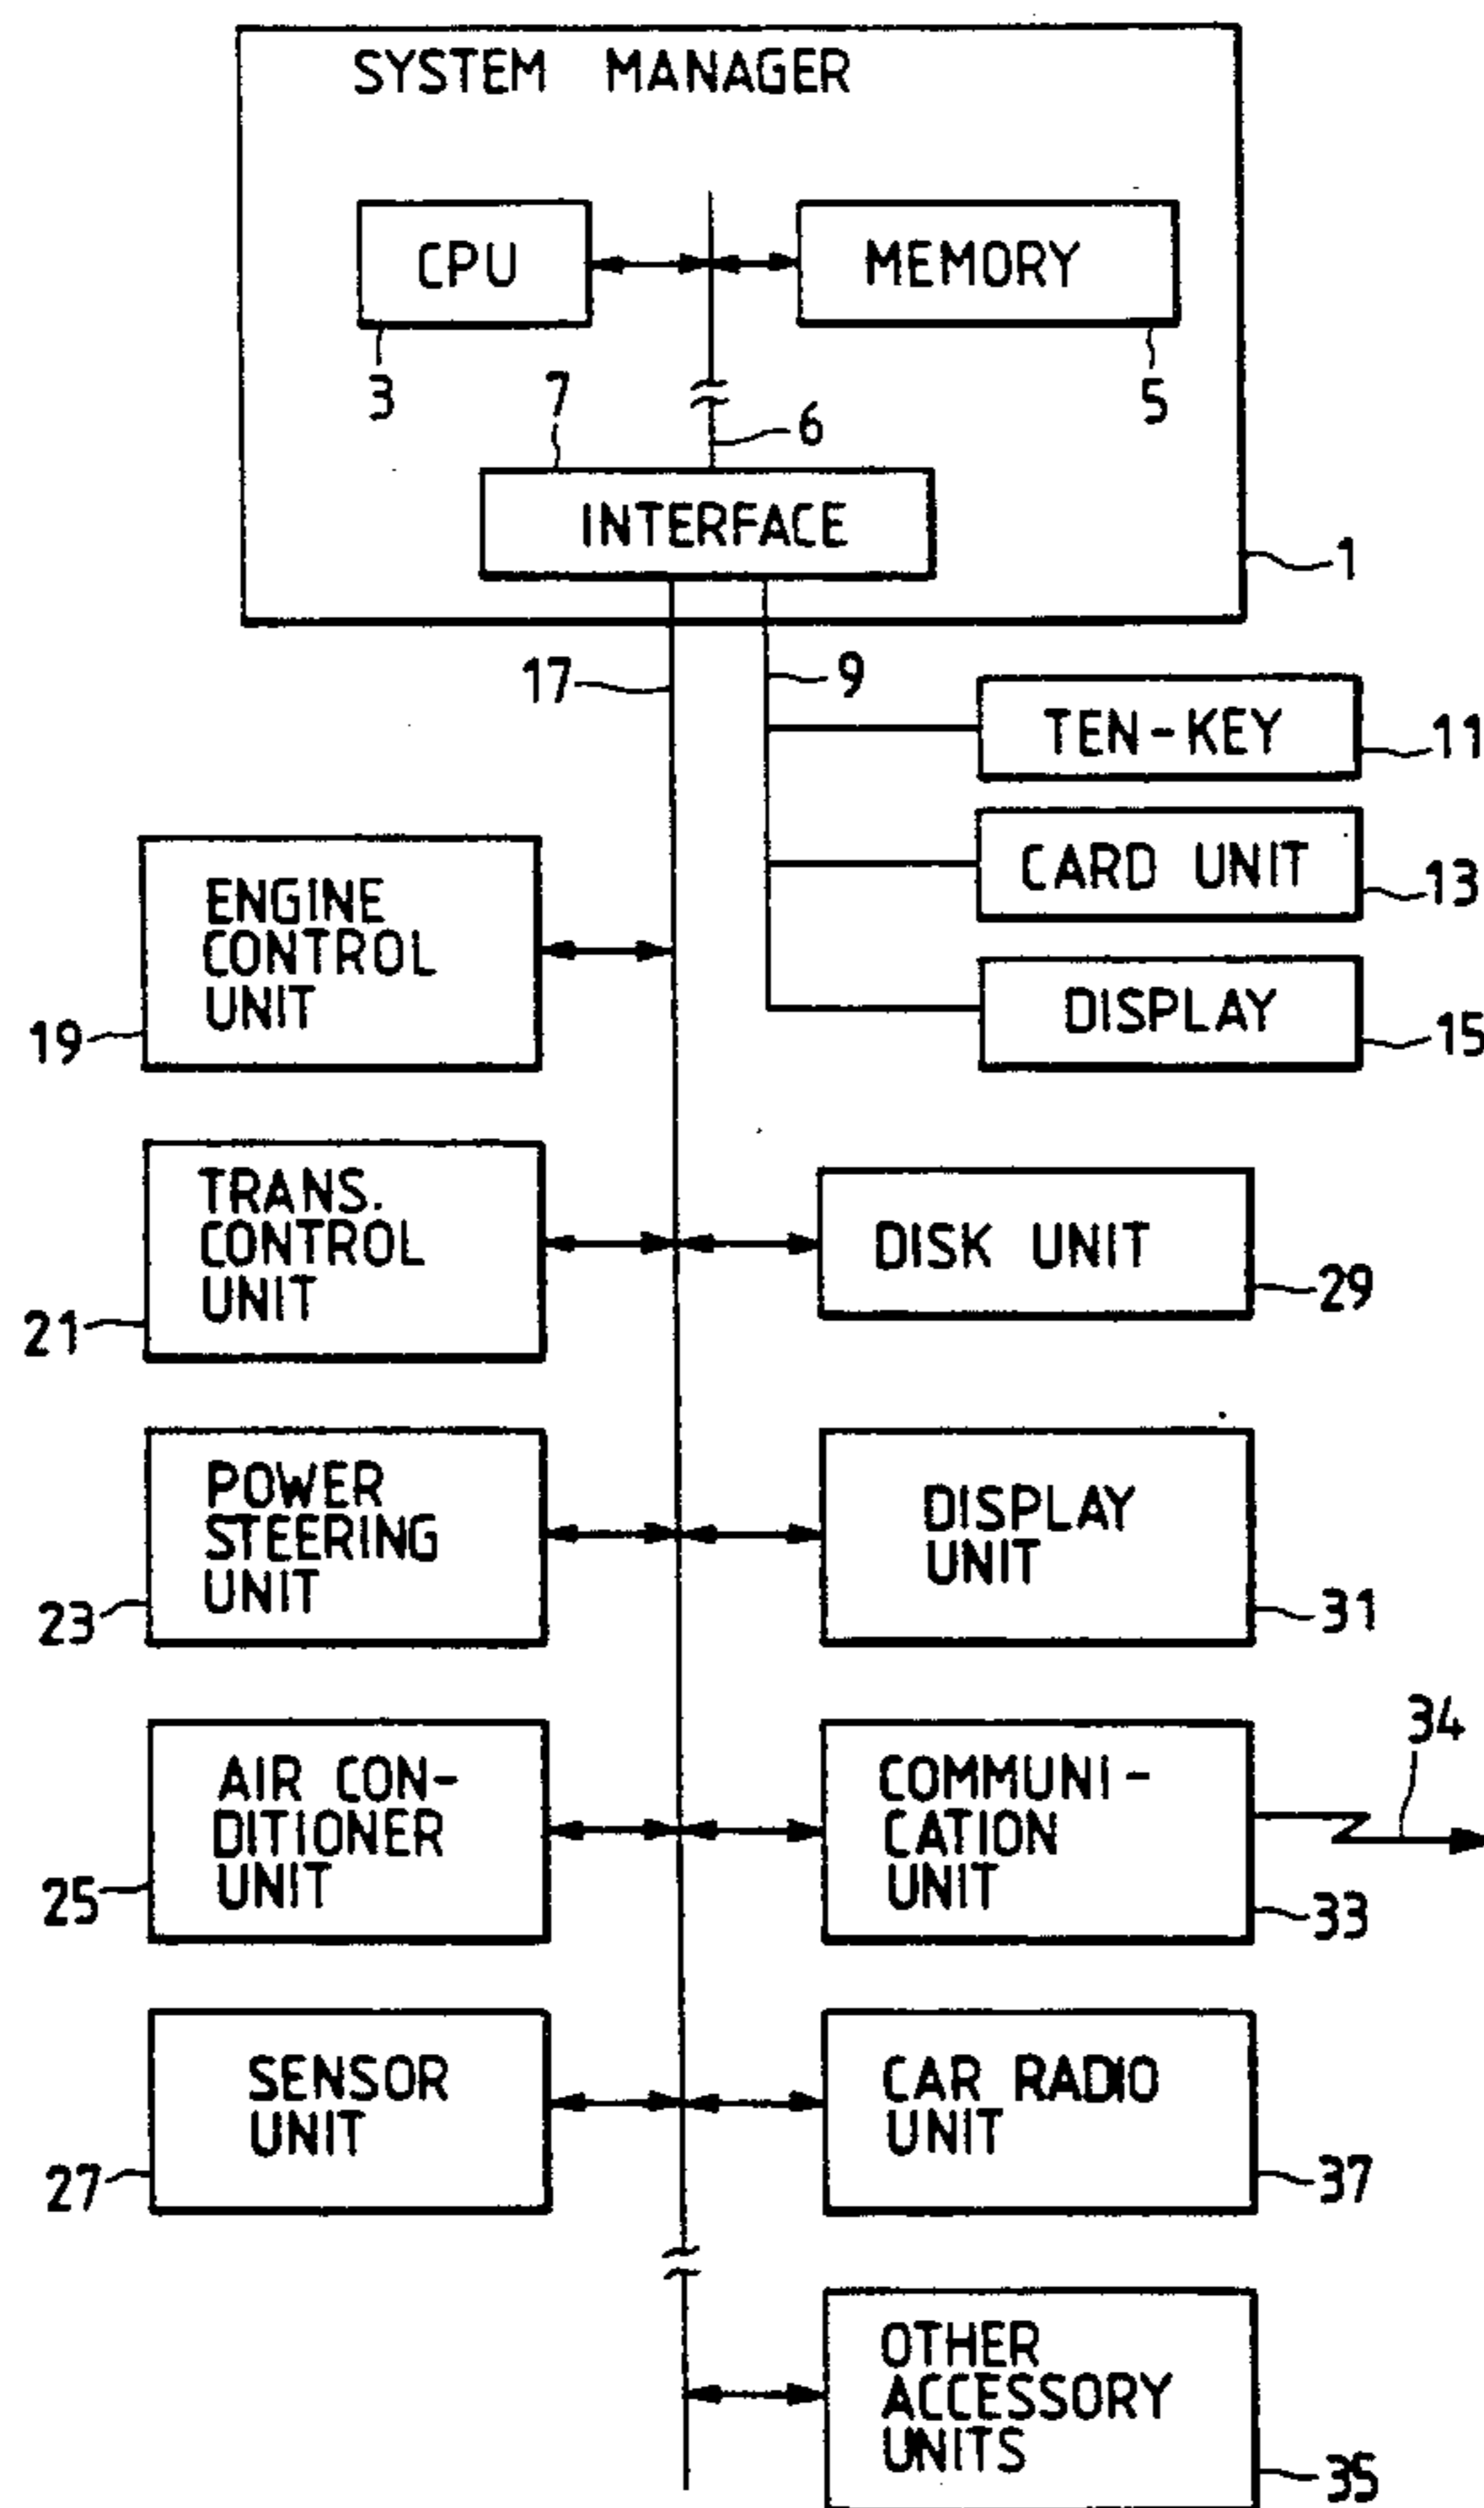 SYSTEM MANAGER
CPU
MEMORY
3
7
5
6
INTERFACE
1
17
9
TEN-KEY
11
CARD UNIT
13
ENGINE
CONTROL
UNIT
19
DISPLAY
15
TRANS.
CONTROL
UNIT
21
DISK UNIT
29
POWER
STEERING
UNIT
23
DISPLAY
UNIT
31
AIR CON-
DITIONER
UNIT
25
COMMUNI-
CATION
UNIT
34
33
SENSOR
UNIT
27
CAR RADIO
UNIT
37
OTHER
ACCESSORY
UNITS
35